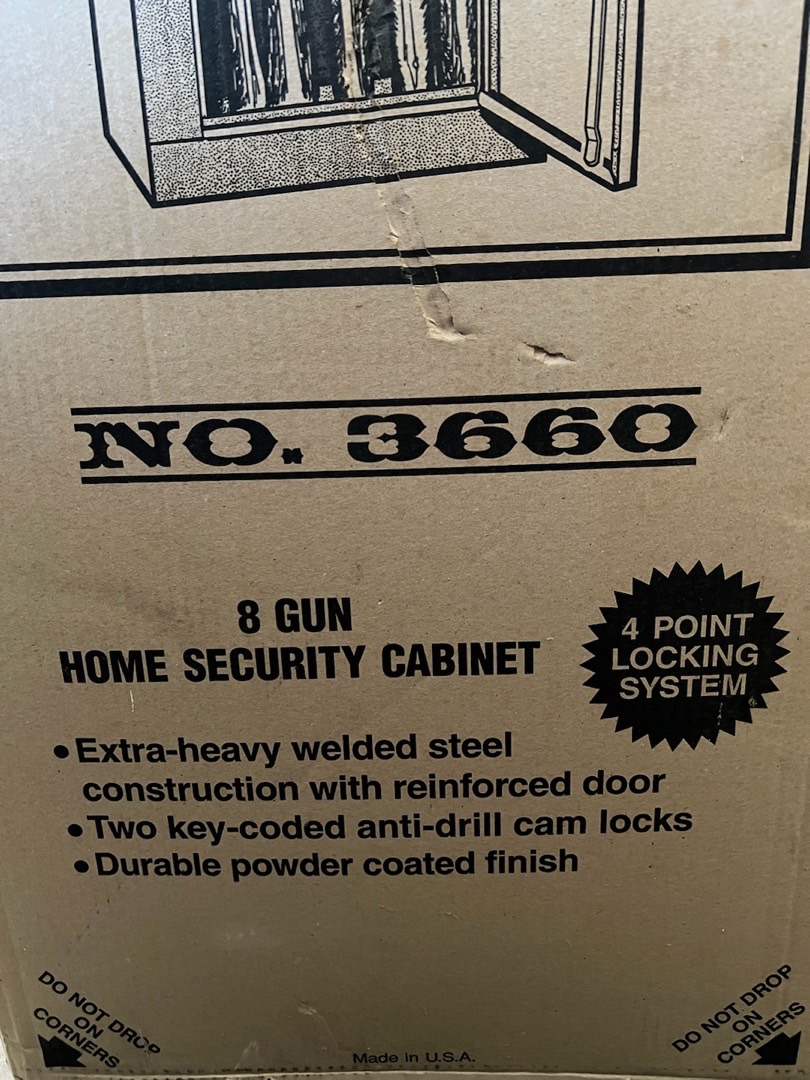 NO. 3660
8 GUN
HOME SECURITY CABINET
4 POINT
LOCKING
SYSTEM
•Extra-heavy welded steel
construction with reinforced door
•Two key-coded anti-drill cam locks
•Durable powder coated finish
DO NOT DROP
ON
CORNERS
Made in U.S.A.
DO NOT DROP
ON
CORNERS